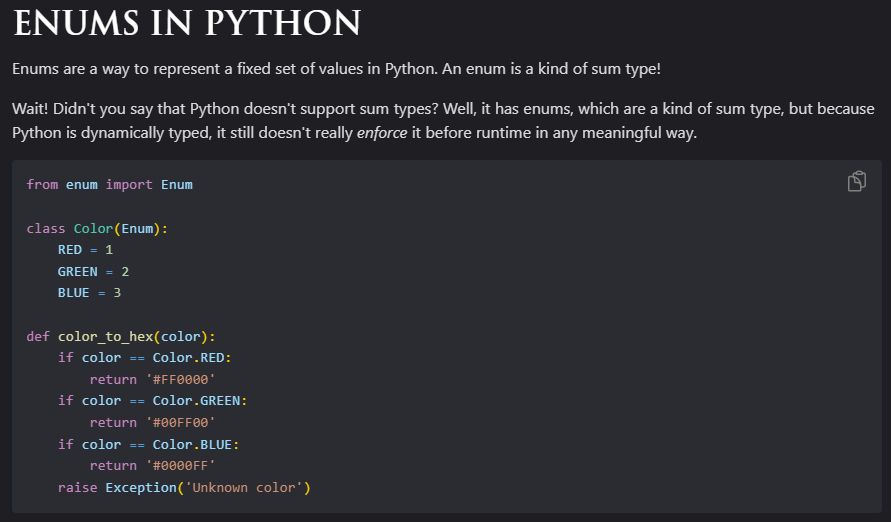 ENUMS IN PYTHON
Enums are a way to represent a fixed set of values in Python. An enum is a kind of sum type!
Wait! Didn't you say that Python doesn't support sum types? Well, it has enums, which are a kind of sum type, but because
Python is dynamically typed, it still doesn't really enforce it before runtime in any meaningful way.
from enum import Enum
class Color(Enum):
    RED = 1
    GREEN = 2
    BLUE = 3
def color_to_hex(color):
    if color == Color.RED:
        return '#FF0000'
    if color == Color.GREEN:
        return '#00FF00'
    if color == Color.BLUE:
        return '#0000FF'
    raise Exception('Unknown color')